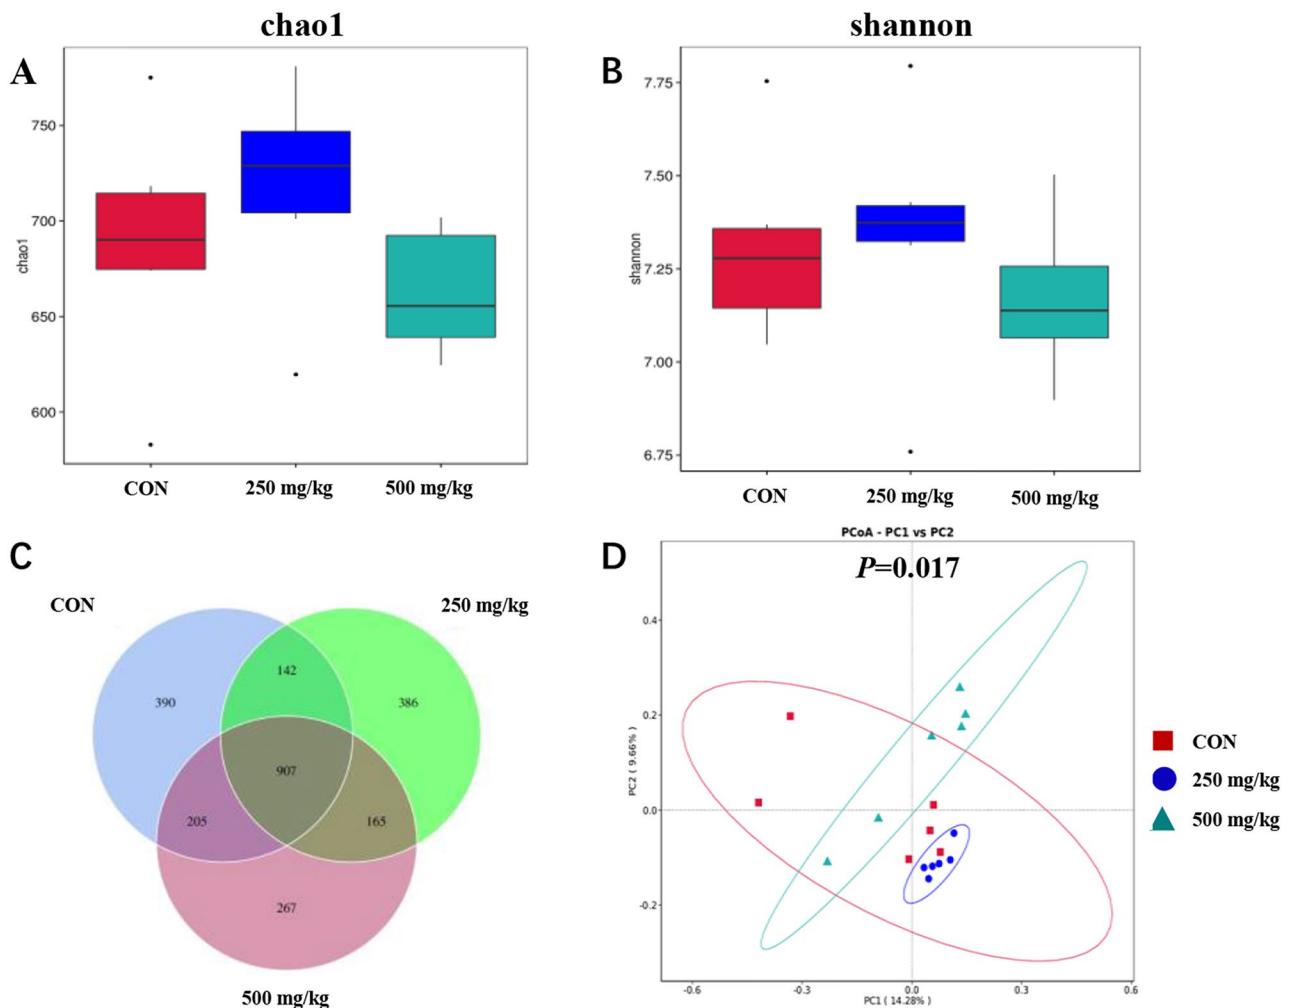 chao1
A
750
700
650
600
chao1
CON
250 mg/kg
500 mg/kg
shannon
B
7.75
7.50
7.25
7.00
6.75
shannon
CON
250 mg/kg
500 mg/kg
C
CON
250 mg/kg
142
390
386
907
205
165
267
500 mg/kg
D
PCoA - PC1 vs PC2
P=0.017
0.4
0.2
0.0
-0.2
PC2 ( 9.66% )
-0.6
-0.3
0.0
0.3
0.6
PC1 ( 14.28% )
CON
250 mg/kg
500 mg/kg